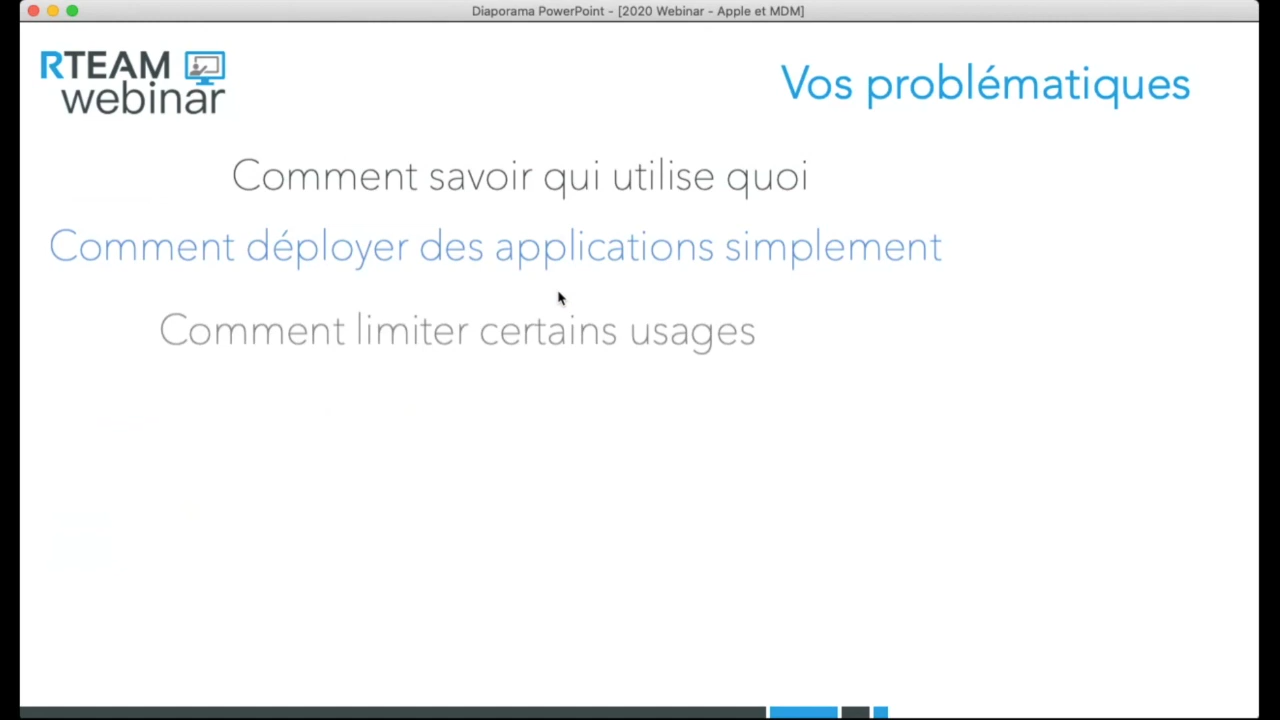 Diaporama PowerPoint - [2020 Webinar - Apple et MDM]
RTEAM
webinar
Vos problématiques
Comment savoir qui utilise quoi
Comment déployer des applications simplement
Comment limiter certains usages